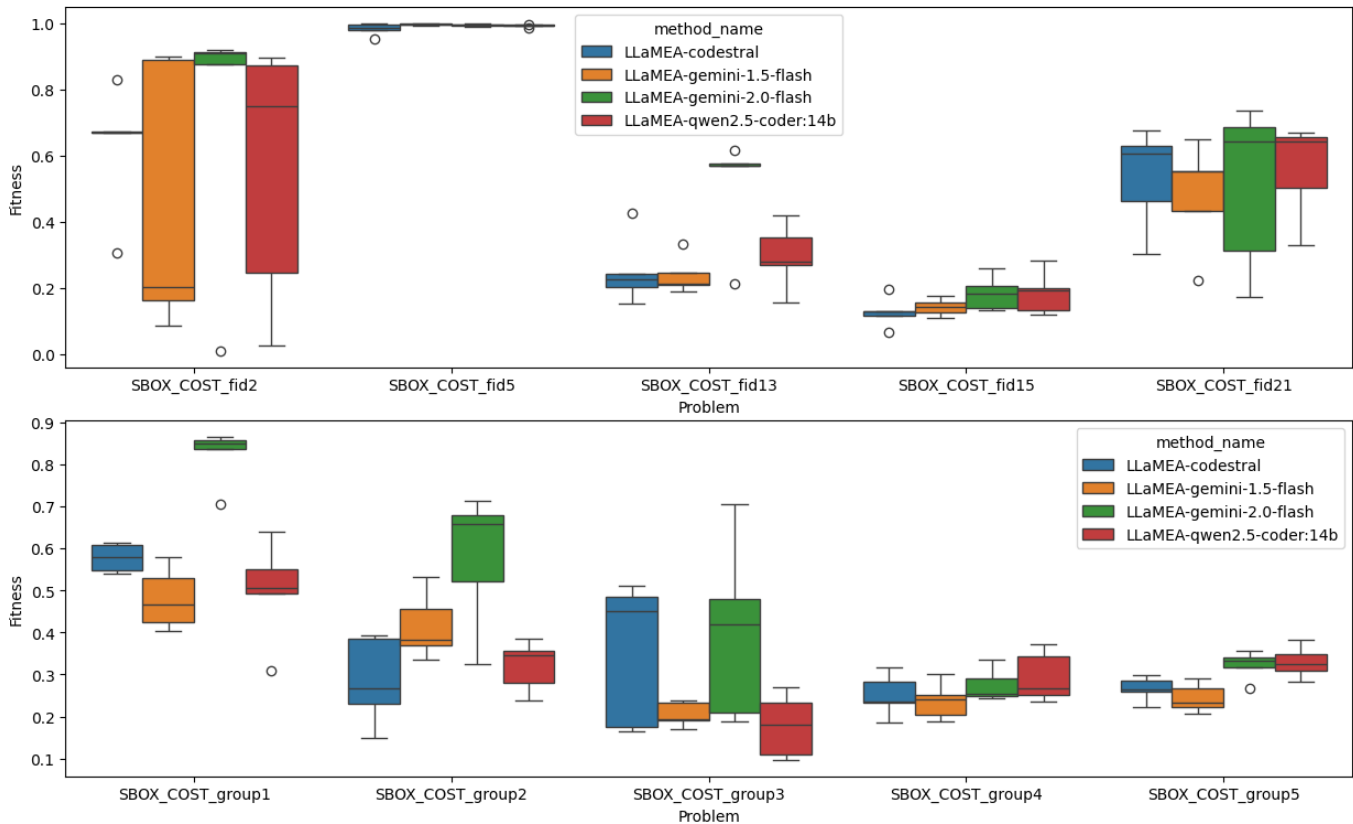 1.0
0.8
0.6
0.4
0.2
0.0
Fitness
method_name
LLaMEA-codestral
LLaMEA-gemini-1.5-flash
LLaMEA-gemini-2.0-flash
LLaMEA-qwen2.5-coder:14b
SBOX_COST_fid2 SBOX_COST_fid5 SBOX_COST_fid13 SBOX_COST_fid15 SBOX_COST_fid21
Problem
0.9
0.8
0.7
0.6
0.5
0.4
0.3
0.2
0.1
Fitness
method_name
LLaMEA-codestral
LLaMEA-gemini-1.5-flash
LLaMEA-gemini-2.0-flash
LLaMEA-qwen2.5-coder:14b
SBOX_COST_group1 SBOX_COST_group2 SBOX_COST_group3 SBOX_COST_group4 SBOX_COST_group5
Problem